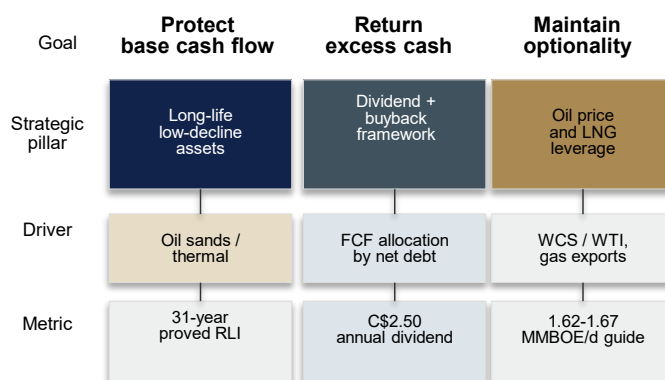 Goal
Protect
base cash flow
Return
excess cash
Maintain
optionality
Strategic
pillar
Long-life
low-decline
assets
Dividend +
buyback
framework
Oil price
and LNG
leverage
Driver
Oil sands /
thermal
FCF allocation
by net debt
WCS / WTI,
gas exports
Metric
31-year
proved RLI
C$2.50
annual dividend
1.62-1.67
MMBOE/d guide